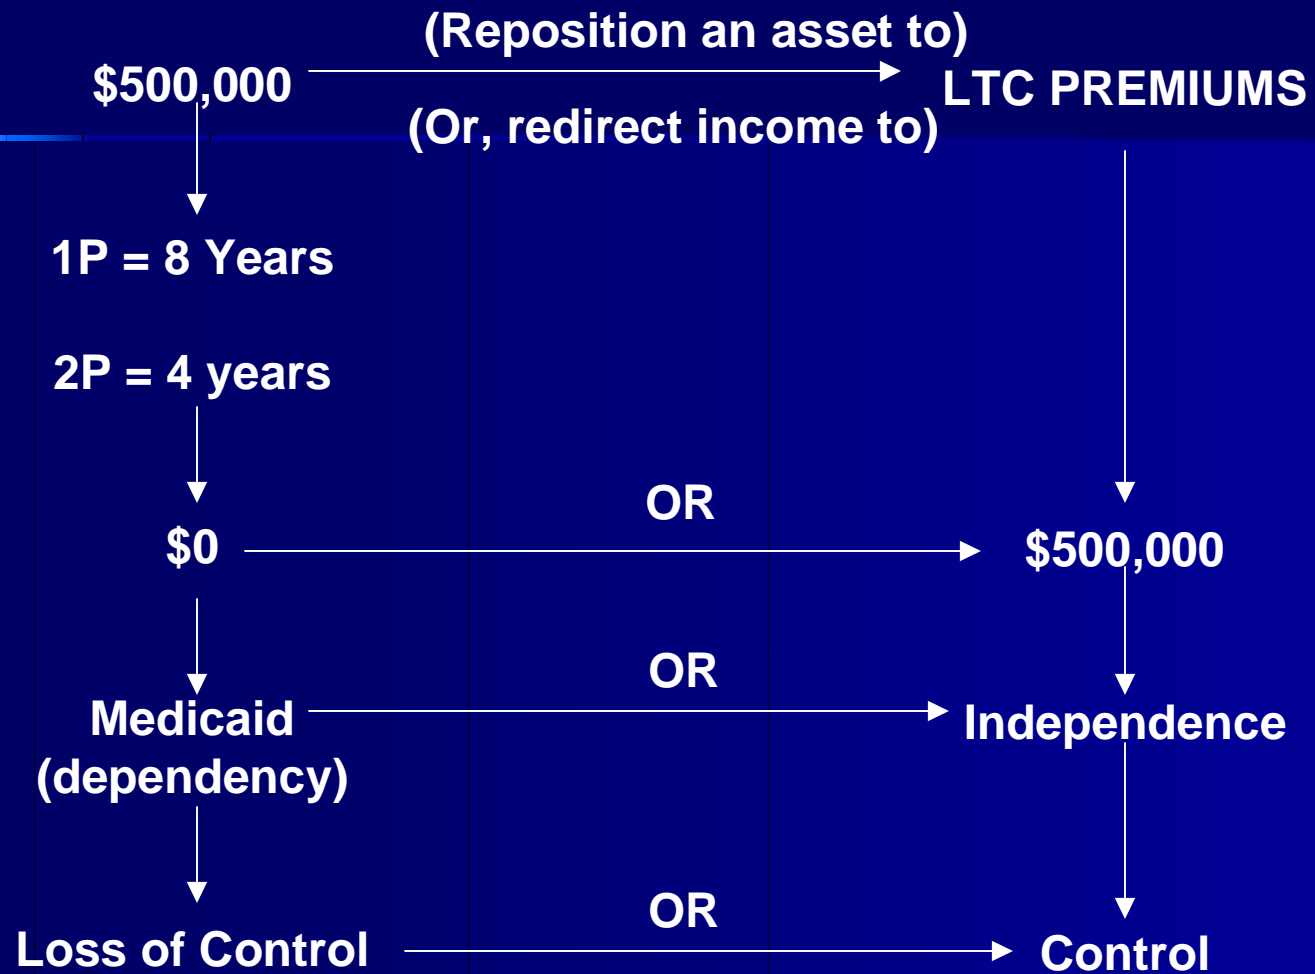 (Reposition an asset to)
$500,000
LTC PREMIUMS
(Or, redirect income to)
1P = 8 Years
2P = 4 years
OR
$0
$500,000
OR
Medicaid
(dependency)
Independence
OR
Loss of Control
Control